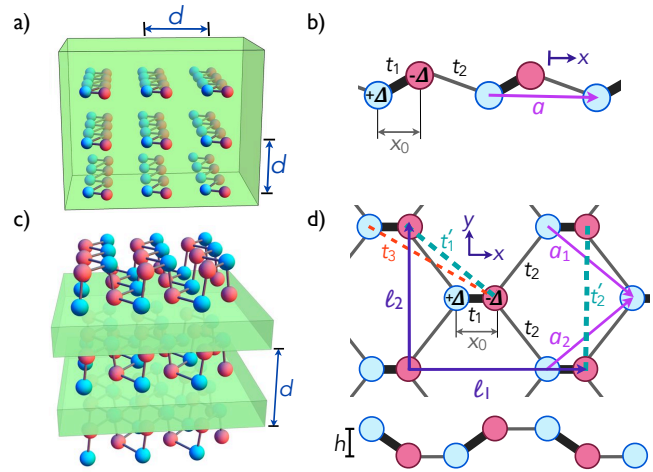 a)
d
d
b)
t₁
-Δ
t₂
x
+Δ
a
x₀
c)
d
d)
y
x
t₁′
t₃
t₂
a₁
+Δ
-Δ
t₂′
ℓ₂
t₁
x₀
t₂
a₂
ℓ₁
h